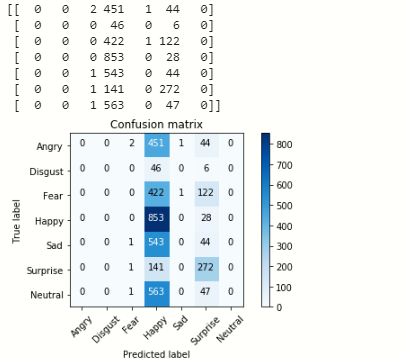 [[ 0 0 2 451 1 44 0]
[ 0 0 0 46 0 6 0]
[ 0 0 0 422 1 122 0]
[ 0 0 0 853 0 28 0]
[ 0 0 1 543 0 44 0]
[ 0 0 1 141 0 272 0]
[ 0 0 1 563 0 47 0]]
Confusion matrix
Angry 0 0 2 451 1 44 0
Disgust 0 0 0 46 0 6 0
Fear 0 0 0 422 1 122 0
Happy 0 0 0 853 0 28 0
Sad 0 0 1 543 0 44 0
Surprise 0 0 1 141 0 272 0
Neutral 0 0 1 563 0 47 0
True label
Angry Disgust Fear Happy Sad Surprise Neutral
Predicted label
800
700
600
500
400
300
200
100
0